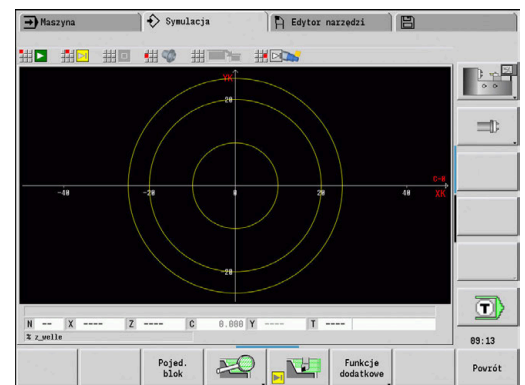 Maszyna Symulacja Edytor narzędzi
YK
20
C-0
-40 -20 0 20 40 XK
-20
N -- X ---- Z ---- C 0.000 Y ---- T ----
% z_welle
09:13
Pojed. blok Funkcje dodatkowe Powrót